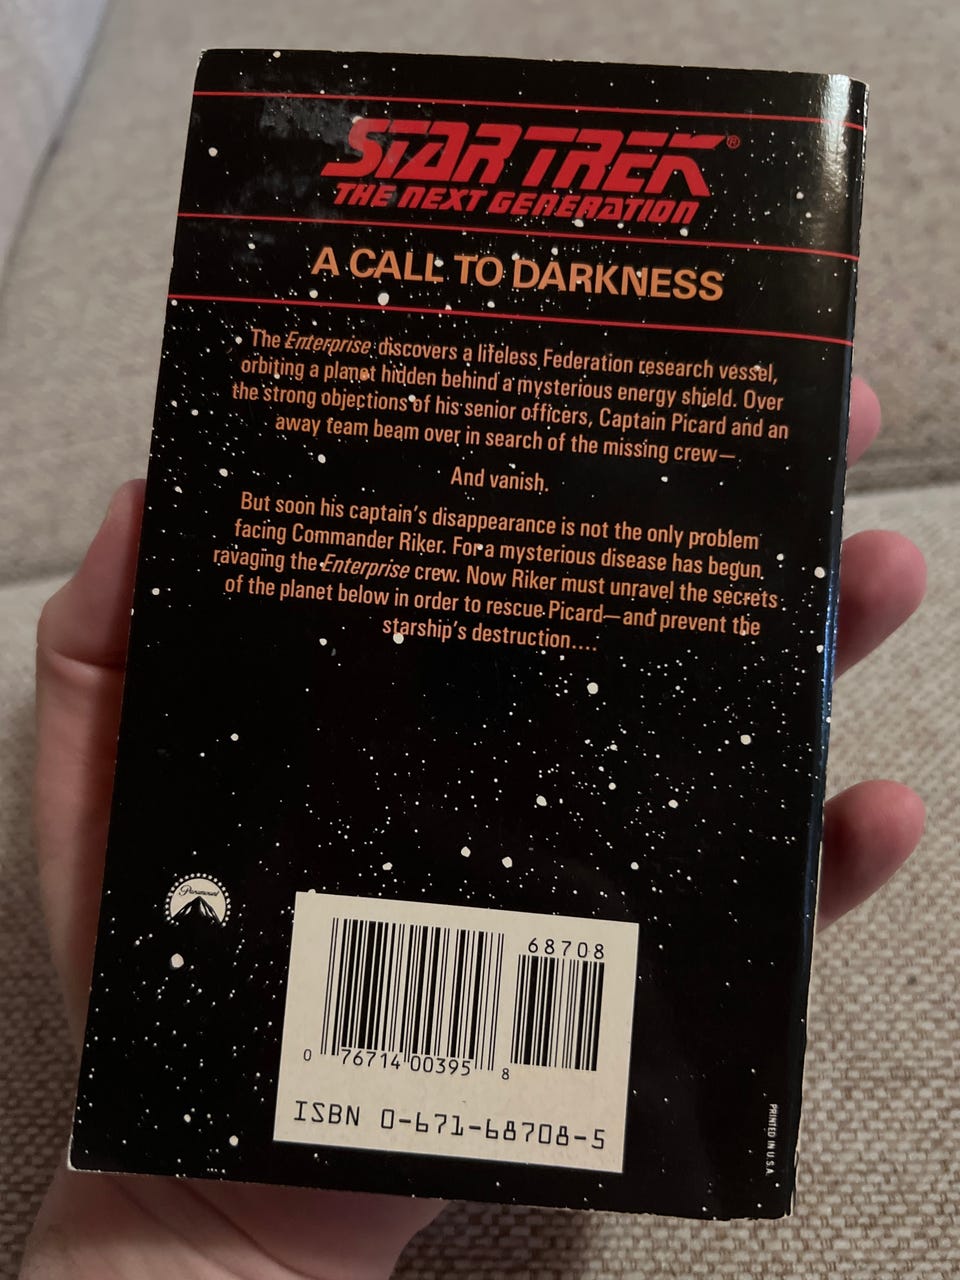 STAR TREK®
THE NEXT GENERATION
A CALL TO DARKNESS
The Enterprise discovers a lifeless Federation research vessel,
orbiting a planet hidden behind a mysterious energy shield. Over
the strong objections of his senior officers, Captain Picard and an
away team beam over in search of the missing crew—
And vanish.
But soon his captain's disappearance is not the only problem
facing Commander Riker. For a mysterious disease has begun
ravaging the Enterprise crew. Now Riker must unravel the secrets
of the planet below in order to rescue Picard—and prevent the
starship's destruction....
Paramount
68708
0 76714 00395 8
ISBN 0-671-68708-5
PRINTED IN U.S.A.